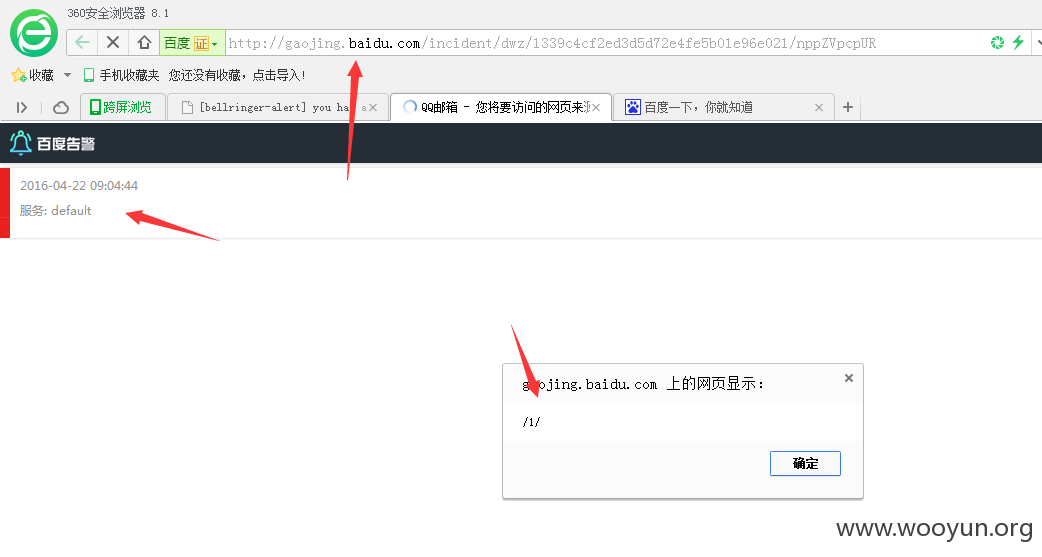 360安全浏览器 8.1
百度 证 http://gaojing.baidu.com/incident/dwz/1339c4cf2ed3d5d72e4fe5b01e96e021/nppZVpcpUR
收藏 手机收藏夹 您还没有收藏，点击导入!
跨屏浏览 [bellringer-alert] you ha QQ邮箱 - 您将要访问的网页来 百度一下，你就知道
百度告警
2016-04-22 09:04:44
服务: default
gaojing.baidu.com 上的网页显示:
/1/
确定
www.wooyun.org